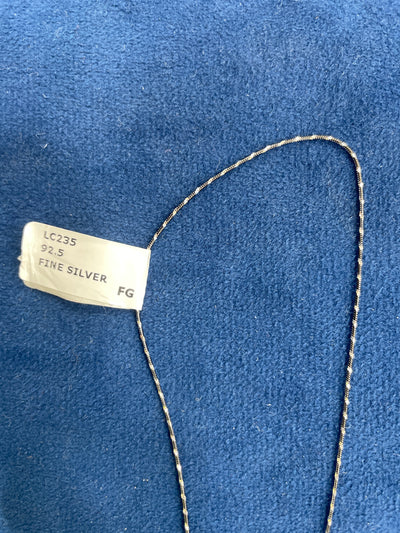 LC235
92.5
FINE SILVER
FG